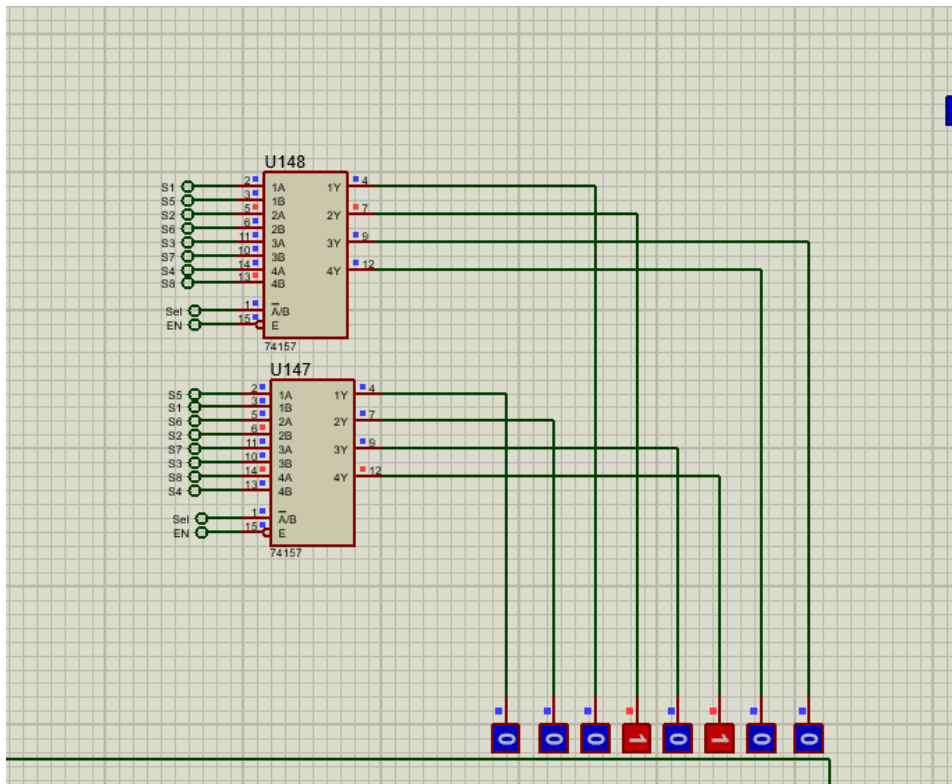 U148
S1 2 1A 1Y 4
S5 3 1B
S2 5 2A 2Y 7
S6 6 2B
S3 11 3A 3Y 9
S7 10 3B
S4 14 4A 4Y 12
S8 13 4B
Sel 1 A/B
EN 15 E
74157
U147
S5 2 1A 1Y 4
S1 3 1B
S6 5 2A 2Y 7
S2 6 2B
S7 11 3A 3Y 9
S3 10 3B
S8 14 4A 4Y 12
S4 13 4B
Sel 1 A/B
EN 15 E
74157
0 0 0 1 0 1 0 0